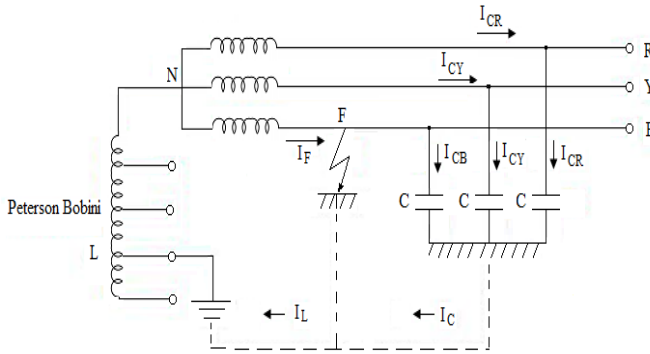 I_CR
R
N
I_CY
Y
F
I_F
I_CB
I_CY
I_CR
Peterson Bobini
C
C
C
L
I_L
I_C